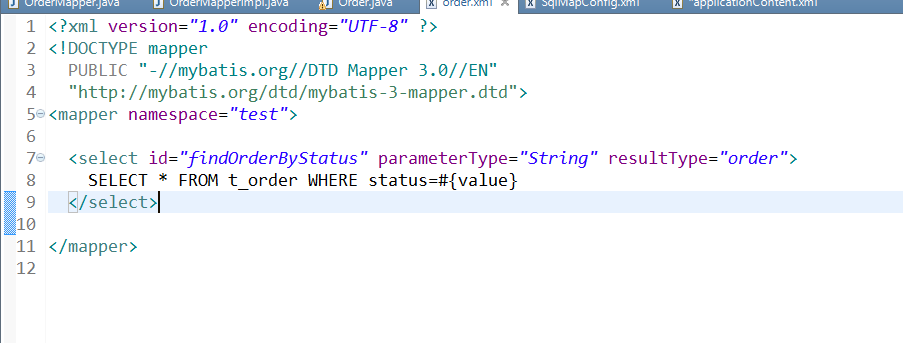 OrderMapper.java OrderMapperImpl.java Order.java order.xml SqlMapConfig.xml *applicationContent.xml
1 <?xml version="1.0" encoding="UTF-8" ?>
2 <!DOCTYPE mapper
3 PUBLIC "-//mybatis.org//DTD Mapper 3.0//EN"
4 "http://mybatis.org/dtd/mybatis-3-mapper.dtd">
5 <mapper namespace="test">
6
7 <select id="findOrderByStatus" parameterType="String" resultType="order">
8 SELECT * FROM t_order WHERE status=#{value}
9 </select>
10
11 </mapper>
12